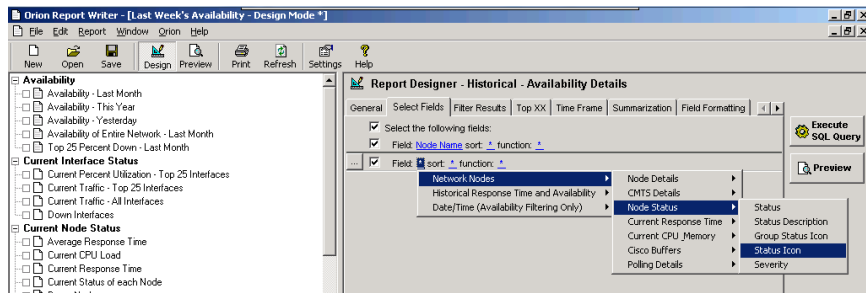 Orion Report Writer - [Last Week's Availability - Design Mode *]
File Edit Report Window Orion Help
New Open Save Design Preview Print Refresh Settings Help
Availability
Availability - Last Month
Availability - This Year
Availability - Yesterday
Availability of Entire Network - Last Month
Top 25 Percent Down - Last Month
Current Interface Status
Current Percent Utilization - Top 25 Interfaces
Current Traffic - Top 25 Interfaces
Current Traffic - All Interfaces
Down Interfaces
Current Node Status
Average Response Time
Current CPU Load
Current Response Time
Current Status of each Node
Report Designer - Historical - Availability Details
General Select Fields Filter Results Top XX Time Frame Summarization Field Formatting
Select the following fields:
Field: Node Name sort: * function: *
... Field: * sort: * function: *
Network Nodes
Historical Response Time and Availability
Date/Time (Availability Filtering Only)
Node Details
CMTS Details
Node Status
Current Response Time
Current CPU_Memory
Cisco Buffers
Polling Details
Status
Status Description
Group Status Icon
Status Icon
Severity
Execute
SQL Query
Preview